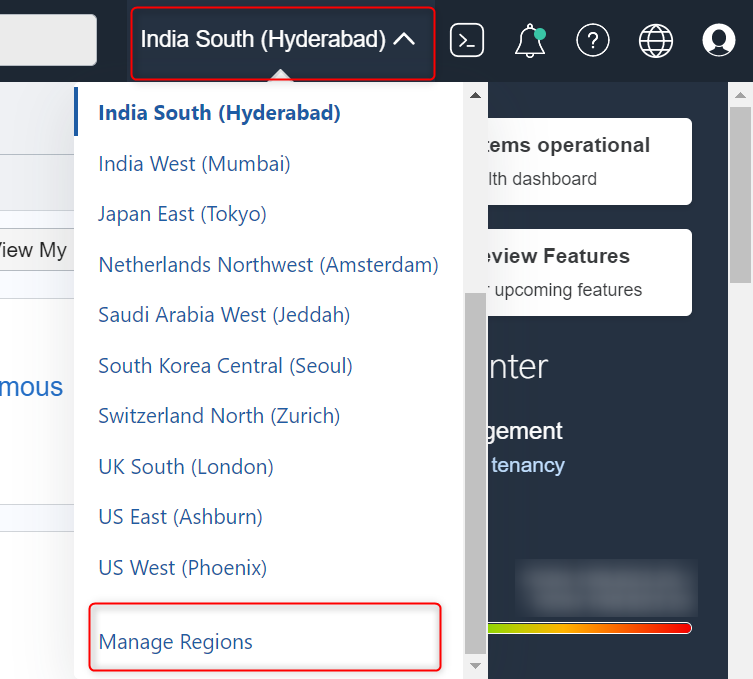 India South (Hyderabad)
India South (Hyderabad)
India West (Mumbai)
Japan East (Tokyo)
Netherlands Northwest (Amsterdam)
Saudi Arabia West (Jeddah)
South Korea Central (Seoul)
Switzerland North (Zurich)
UK South (London)
US East (Ashburn)
US West (Phoenix)
Manage Regions
iew My
mous
tems operational
lth dashboard
view Features
upcoming features
nter
gement
tenancy